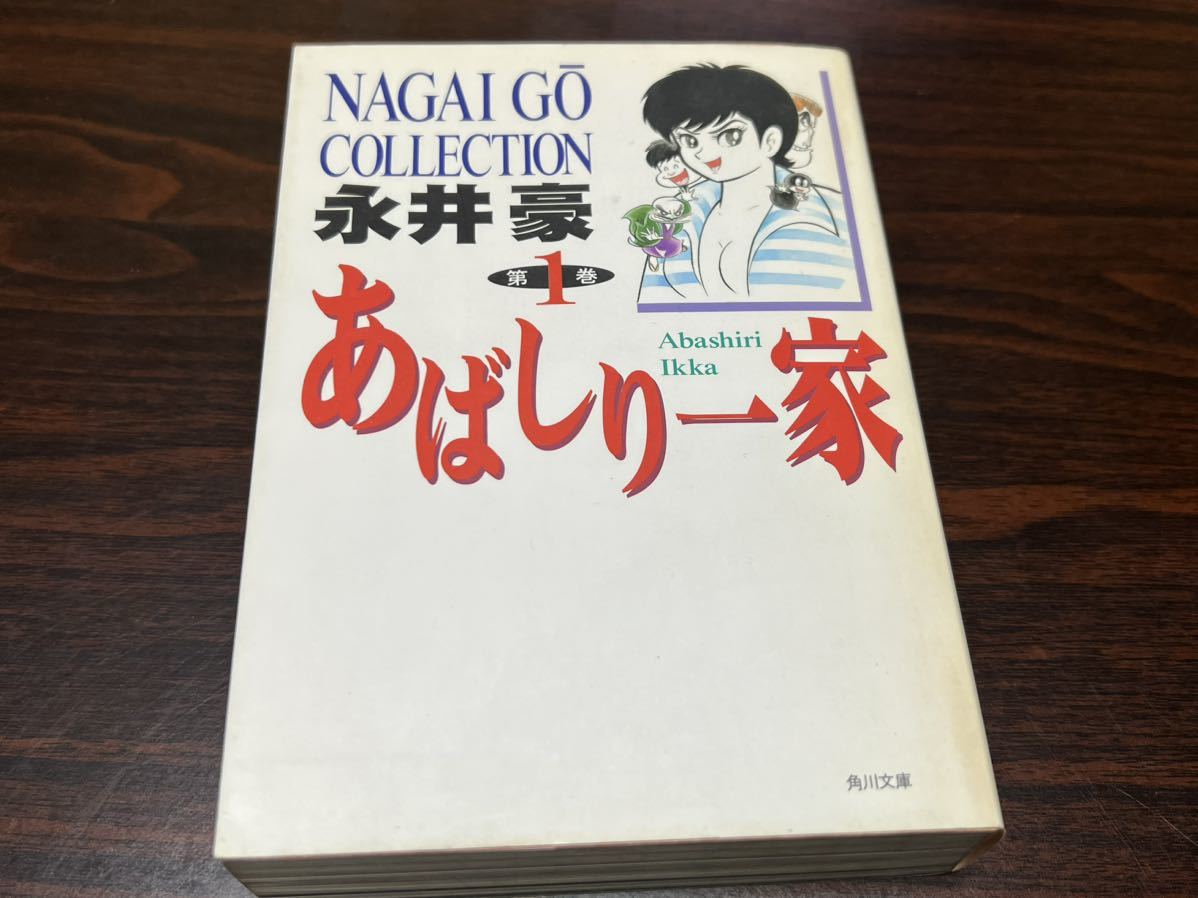 NAGAI GŌ
COLLECTION
永井豪
第1巻
Abashiri
Ikka
あばしり一家
角川文庫